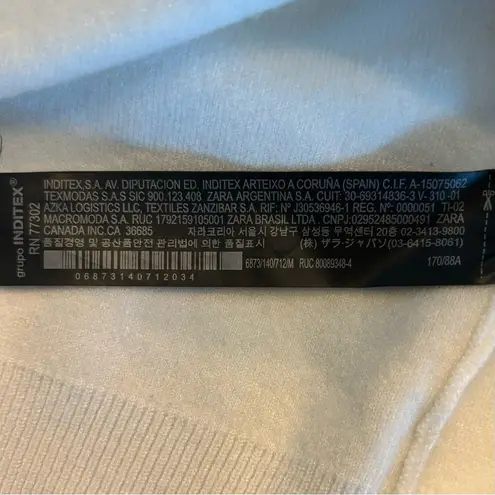 grupo INDITEX®
RN 77302
INDITEX,S.A. AV. DIPUTACION ED. INDITEX ARTEIXO A CORUÑA (SPAIN) C.I.F. A-15075062
TEXMODAS S.A.S SIC 900.123.408 ZARA ARGENTINA S.A. CUIT: 30-69314836-3 V- 310 -01
AZKA LOGISTICS LLC, TEXTILES ZANZIBAR S.A. RIF: Nº J30536946-1 REG. Nº 0000051 TI-02
MACROMODA S.A. RUC 1792159105001 ZARA BRASIL LTDA. CNPJ:02952485000491 ZARA
CANADA INC.CA 36685 자라코리아 서울시 강남구 삼성동 무역센터 20층 02-3413-9800
품질경영 및 공산품안전 관리법에 의한 품질표시 (株) ザラ·ジャパン(03-6415-8061)
6873/140/712/M RUC 80089348-4 170/88A
06873140712034